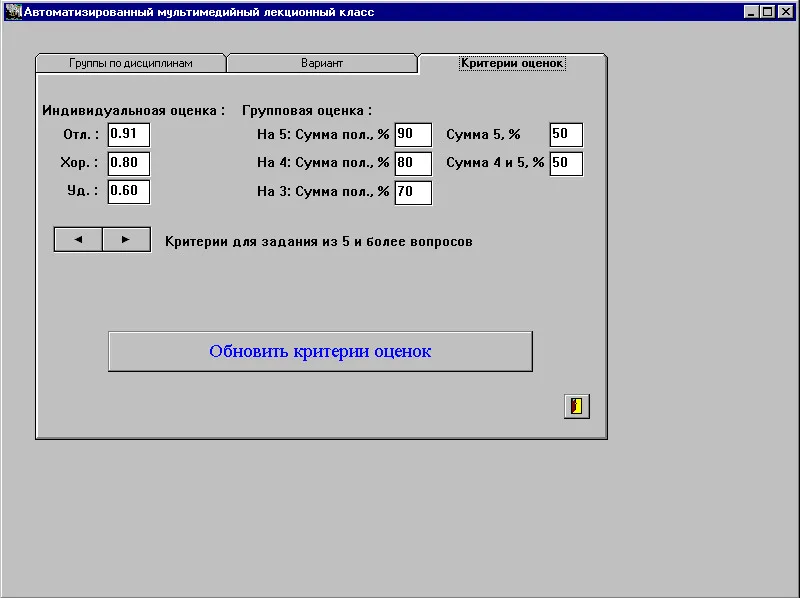 Автоматизированный мультимедийный лекционный класс
Группы по дисциплинам Вариант Критерии оценок
Индивидуальноая оценка : Групповая оценка :
Отл. : 0.91 На 5: Сумма пол., % 90 Сумма 5, % 50
Хор. : 0.80 На 4: Сумма пол., % 80 Сумма 4 и 5, % 50
Уд. : 0.60 На 3: Сумма пол., % 70
Критерии для задания из 5 и более вопросов
Обновить критерии оценок